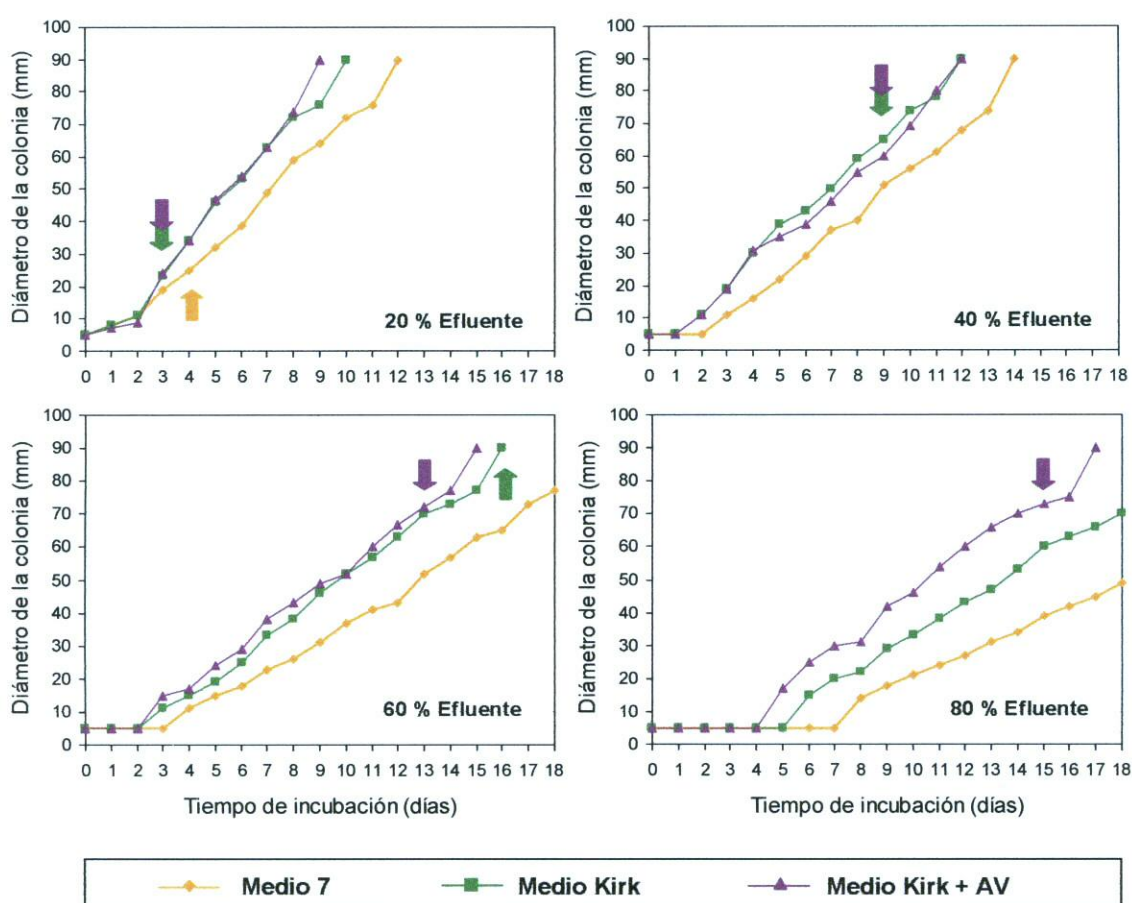 Diámetro de la colonia (mm)
100
90
80
70
60
50
40
30
20
10
0
20 % Efluente
0 1 2 3 4 5 6 7 8 9 10 11 12 13 14 15 16 17 18
Diámetro de la colonia (mm)
100
90
80
70
60
50
40
30
20
10
0
40 % Efluente
0 1 2 3 4 5 6 7 8 9 10 11 12 13 14 15 16 17 18
Diámetro de la colonia (mm)
100
90
80
70
60
50
40
30
20
10
0
60 % Efluente
0 1 2 3 4 5 6 7 8 9 10 11 12 13 14 15 16 17 18
Tiempo de incubación (días)
Diámetro de la colonia (mm)
100
90
80
70
60
50
40
30
20
10
0
80 % Efluente
0 1 2 3 4 5 6 7 8 9 10 11 12 13 14 15 16 17 18
Tiempo de incubación (días)
Medio 7 Medio Kirk Medio Kirk + AV